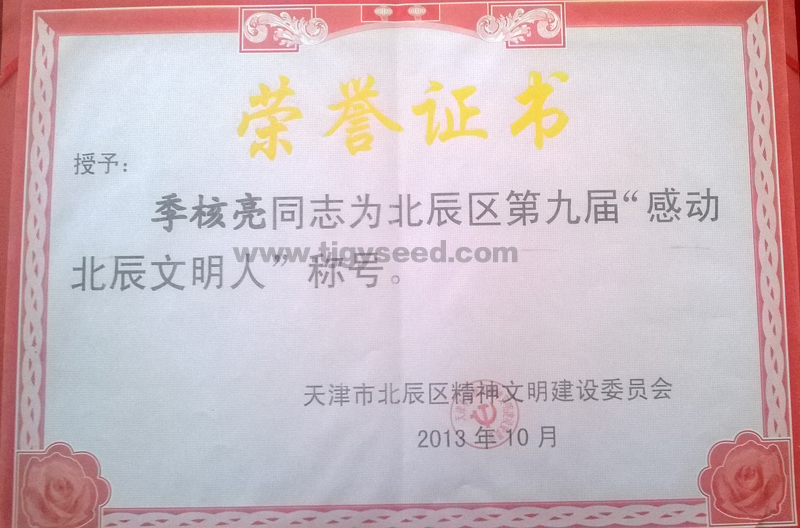 荣誉证书
授予：
季核亮同志为北辰区第九届“感动
北辰文明人”称号。
www.tjqyseed.com
天津市北辰区精神文明建设委员会
2013年10月